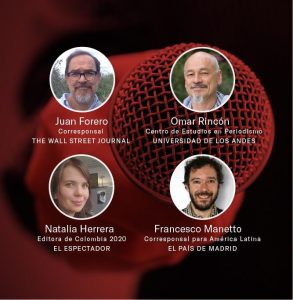 Juan Forero
Corresponsal
THE WALL STREET JOURNAL
Omar Rincón
Centro de Estudios en Periodismo
UNIVERSIDAD DE LOS ANDES
Natalia Herrera
Editora de Colombia 2020
EL ESPECTADOR
Francesco Manetto
Corresponsal para América Latina
EL PAÍS DE MADRID